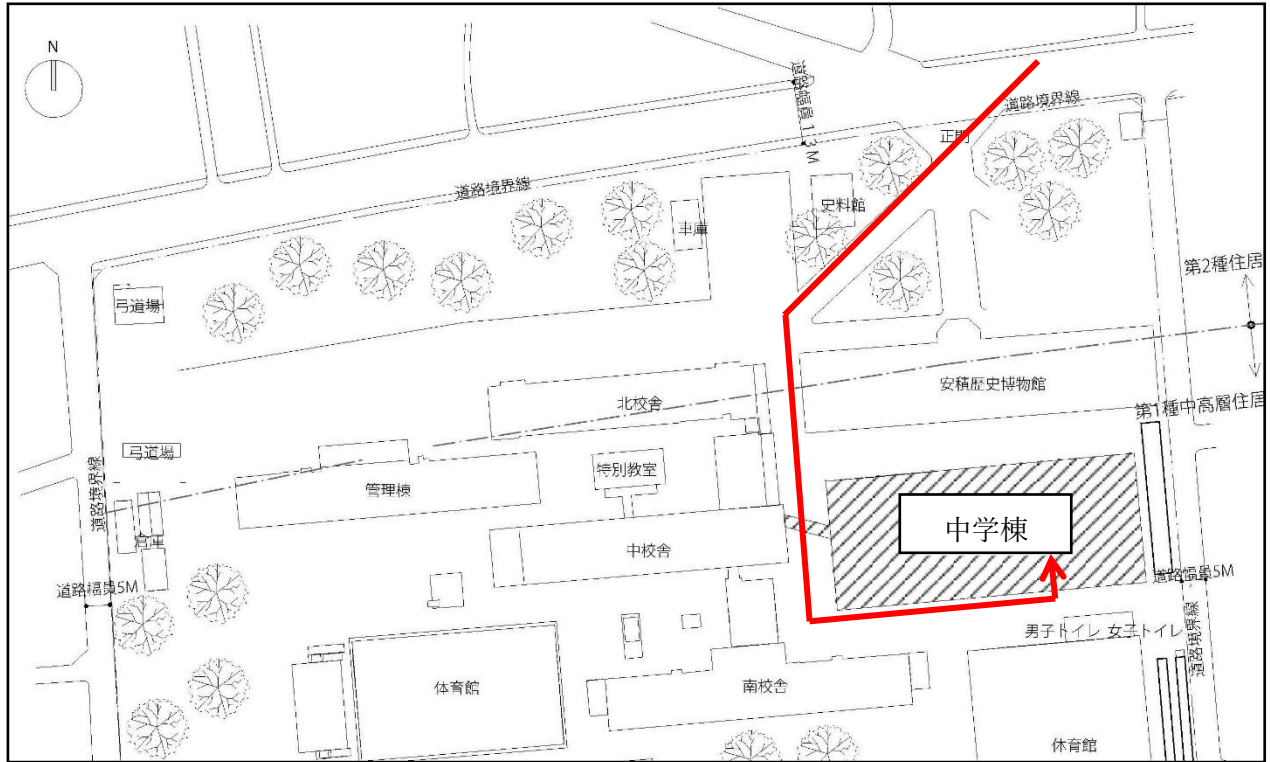 N
道路幅員13M
道路境界線
正門
道路境界線
史料館
車庫
第2種住居
弓道場
安積歴史博物館
北校舎
第1種中高層住居
弓道場
特別教室
管理棟
道路境界線
中学棟
倉庫
中校舎
道路幅員5M
道路幅員5M
男子トイレ 女子トイレ
道路境界線
体育館
南校舎
体育館